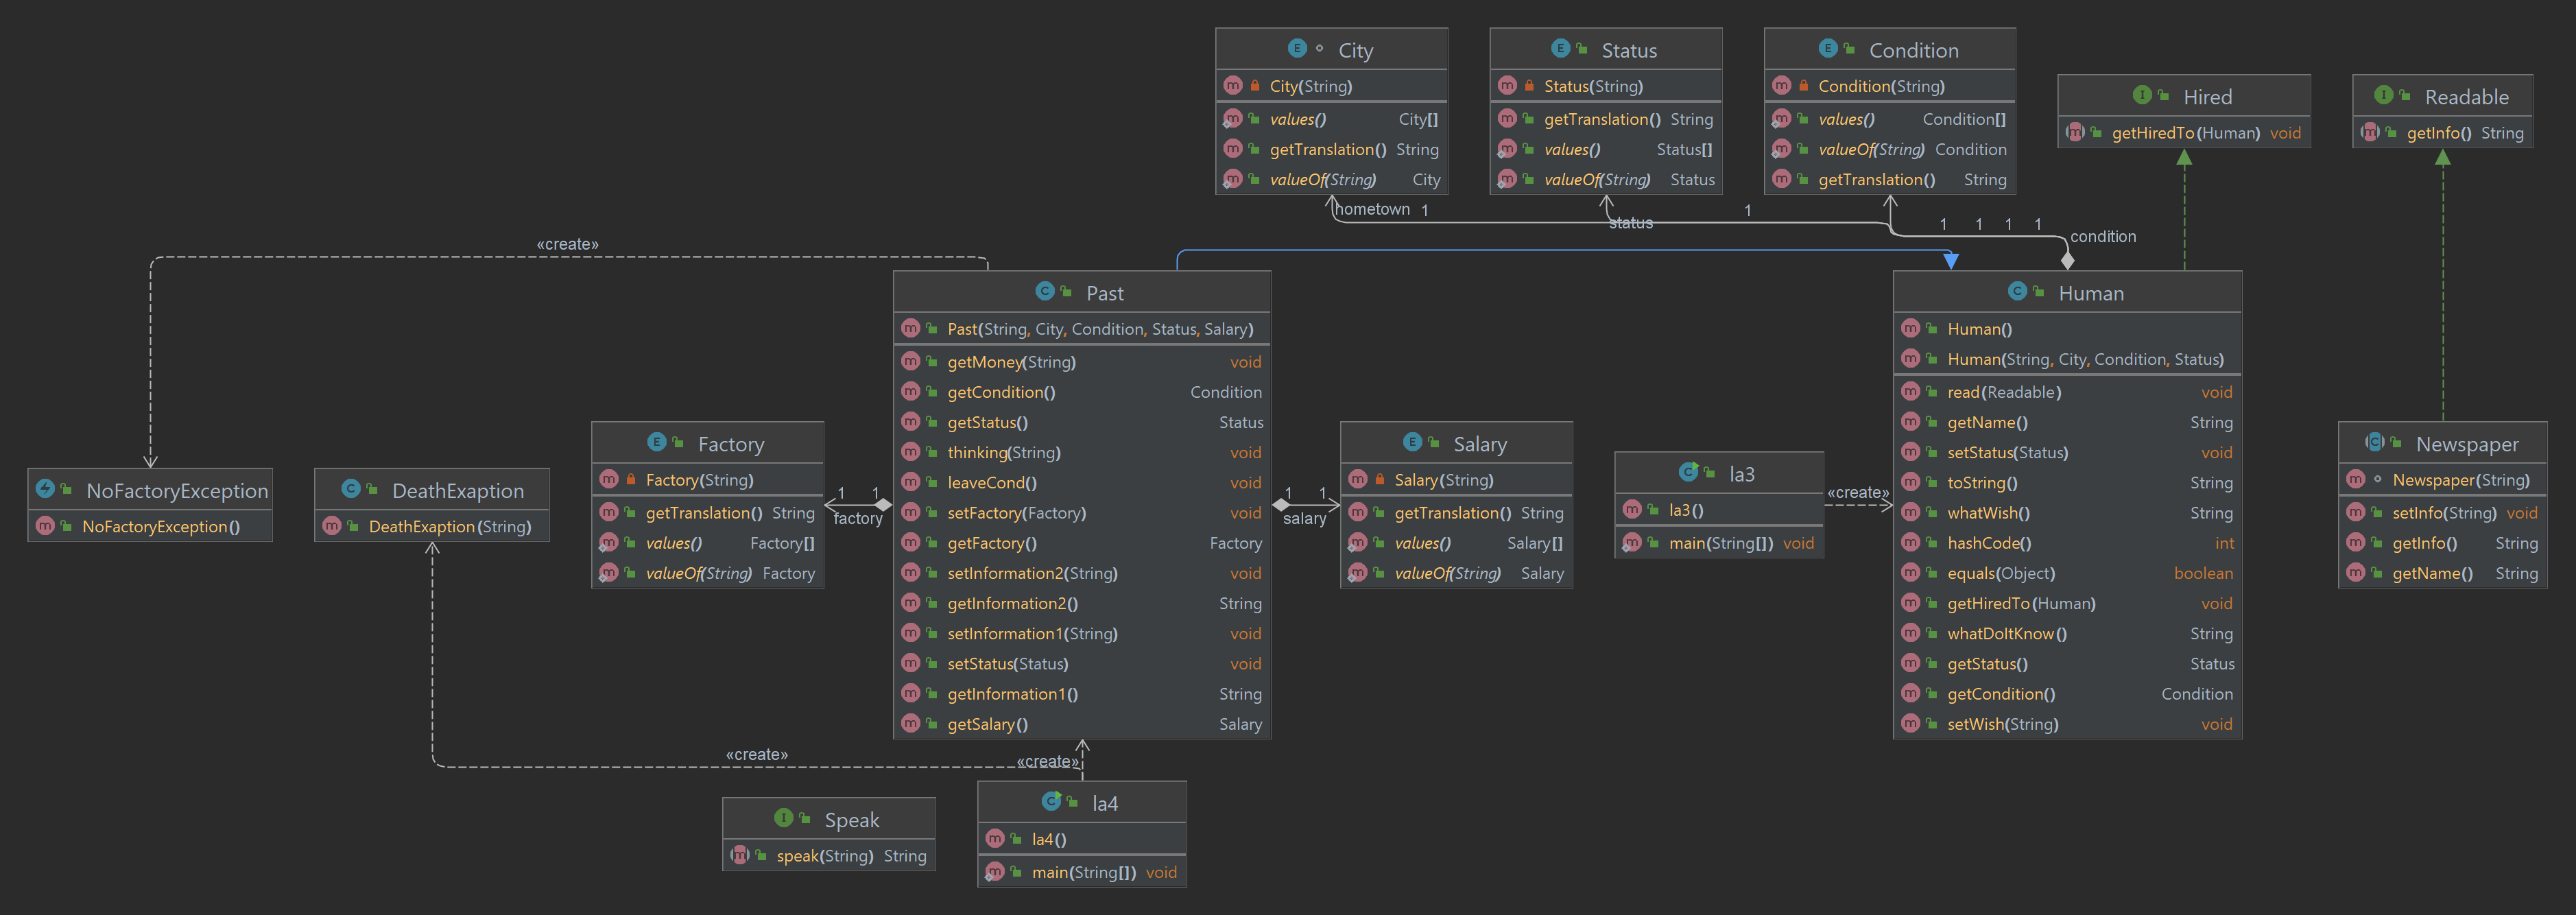 City
City(String)
values() City[]
getTranslation() String
valueOf(String) City
Status
Status(String)
getTranslation() String
values() Status[]
valueOf(String) Status
Condition
Condition(String)
values() Condition[]
valueOf(String) Condition
getTranslation() String
Hired
getHiredTo(Human) void
Readable
getInfo() String
hometown 1
status
1
1 1 1 1
condition
«create»
Past
Past(String, City, Condition, Status, Salary)
getMoney(String) void
getCondition() Condition
getStatus() Status
thinking(String) void
leaveCond() void
setFactory(Factory) void
getFactory() Factory
setInformation2(String) void
getInformation2() String
setInformation1(String) void
setStatus(Status) void
getInformation1() String
getSalary() Salary
Human
Human()
Human(String, City, Condition, Status)
read(Readable) void
getName() String
setStatus(Status) void
toString() String
whatWish() String
hashCode() int
equals(Object) boolean
getHiredTo(Human) void
whatDoItKnow() String
getStatus() Status
getCondition() Condition
setWish(String) void
NoFactoryException
NoFactoryException()
DeathExaption
DeathExaption(String)
Factory
Factory(String)
getTranslation() String
values() Factory[]
valueOf(String) Factory
1 1
factory
1 1
salary
Salary
Salary(String)
getTranslation() String
values() Salary[]
valueOf(String) Salary
la3
la3()
main(String[]) void
«create»
Newspaper
Newspaper(String)
setInfo(String) void
getInfo() String
getName() String
«create»
«create»
Speak
speak(String) String
la4
la4()
main(String[]) void